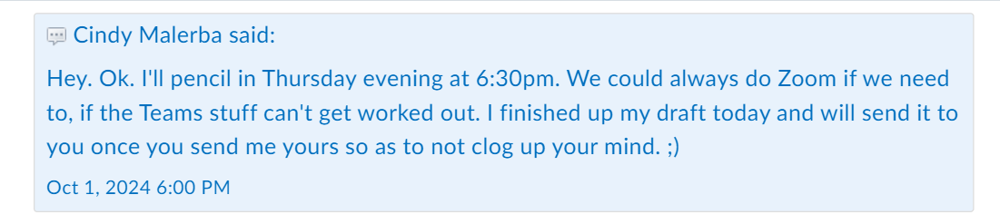 Cindy Malerba said:
Hey. Ok. I'll pencil in Thursday evening at 6:30pm. We could always do Zoom if we need
to, if the Teams stuff can't get worked out. I finished up my draft today and will send it to
you once you send me yours so as to not clog up your mind. ;)
Oct 1, 2024 6:00 PM